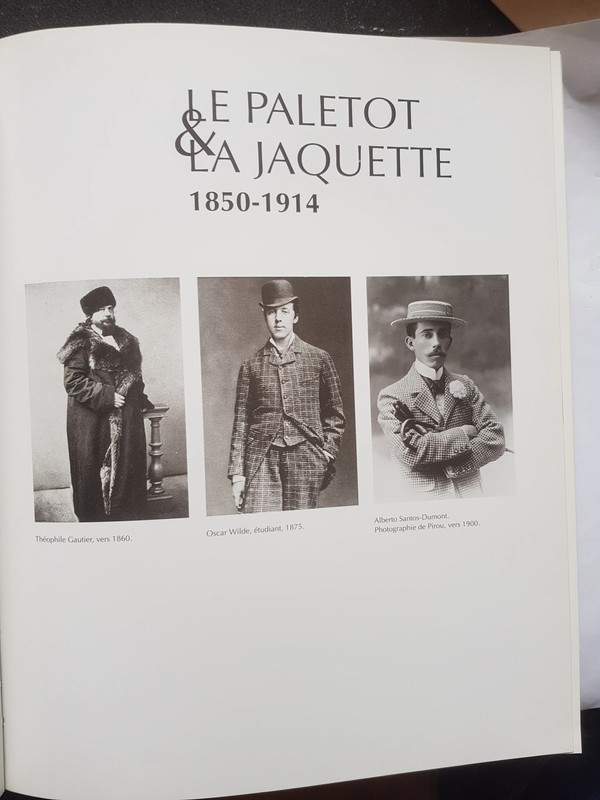 LE PALETOT
&
LA JAQUETTE
1850-1914
Théophile Gautier, vers 1860.
Oscar Wilde, étudiant, 1875.
Alberto Santos-Dumont.
Photographie de Pirou, vers 1900.